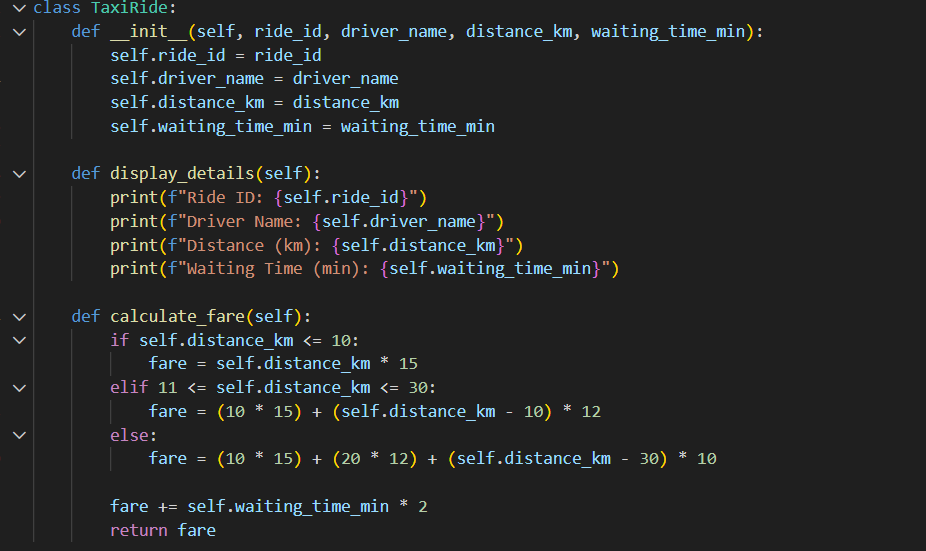 class TaxiRide:
    def __init__(self, ride_id, driver_name, distance_km, waiting_time_min):
        self.ride_id = ride_id
        self.driver_name = driver_name
        self.distance_km = distance_km
        self.waiting_time_min = waiting_time_min

    def display_details(self):
        print(f"Ride ID: {self.ride_id}")
        print(f"Driver Name: {self.driver_name}")
        print(f"Distance (km): {self.distance_km}")
        print(f"Waiting Time (min): {self.waiting_time_min}")

    def calculate_fare(self):
        if self.distance_km <= 10:
            fare = self.distance_km * 15
        elif 11 <= self.distance_km <= 30:
            fare = (10 * 15) + (self.distance_km - 10) * 12
        else:
            fare = (10 * 15) + (20 * 12) + (self.distance_km - 30) * 10

        fare += self.waiting_time_min * 2
        return fare